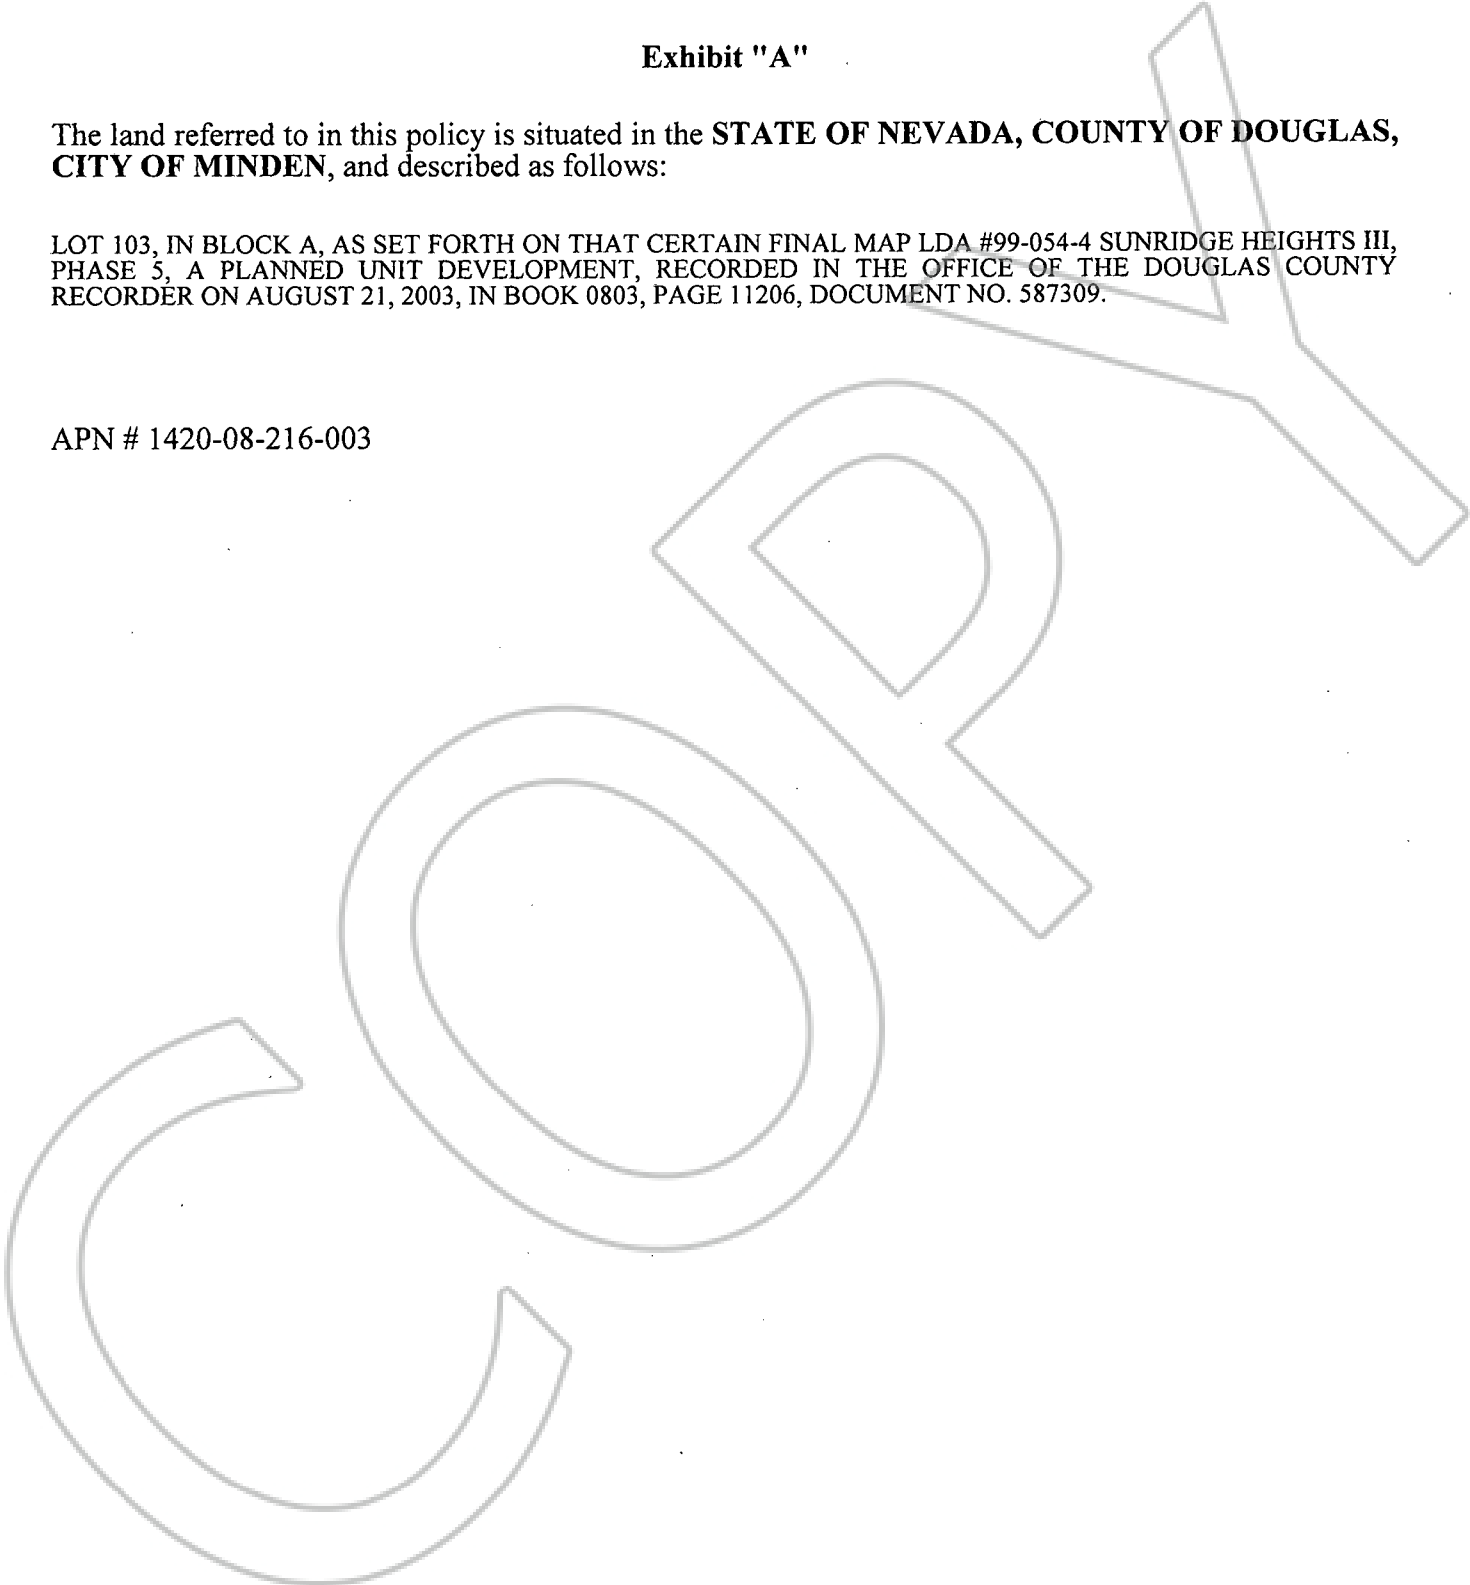 Exhibit "A"
The land referred to in this policy is situated in the STATE OF NEVADA, COUNTY OF DOUGLAS,
CITY OF MINDEN, and described as follows:
LOT 103, IN BLOCK A, AS SET FORTH ON THAT CERTAIN FINAL MAP LDA #99-054-4 SUNRIDGE HEIGHTS III,
PHASE 5, A PLANNED UNIT DEVELOPMENT, RECORDED IN THE OFFICE OF THE DOUGLAS COUNTY
RECORDER ON AUGUST 21, 2003, IN BOOK 0803, PAGE 11206, DOCUMENT NO. 587309.
APN # 1420-08-216-003
COPY